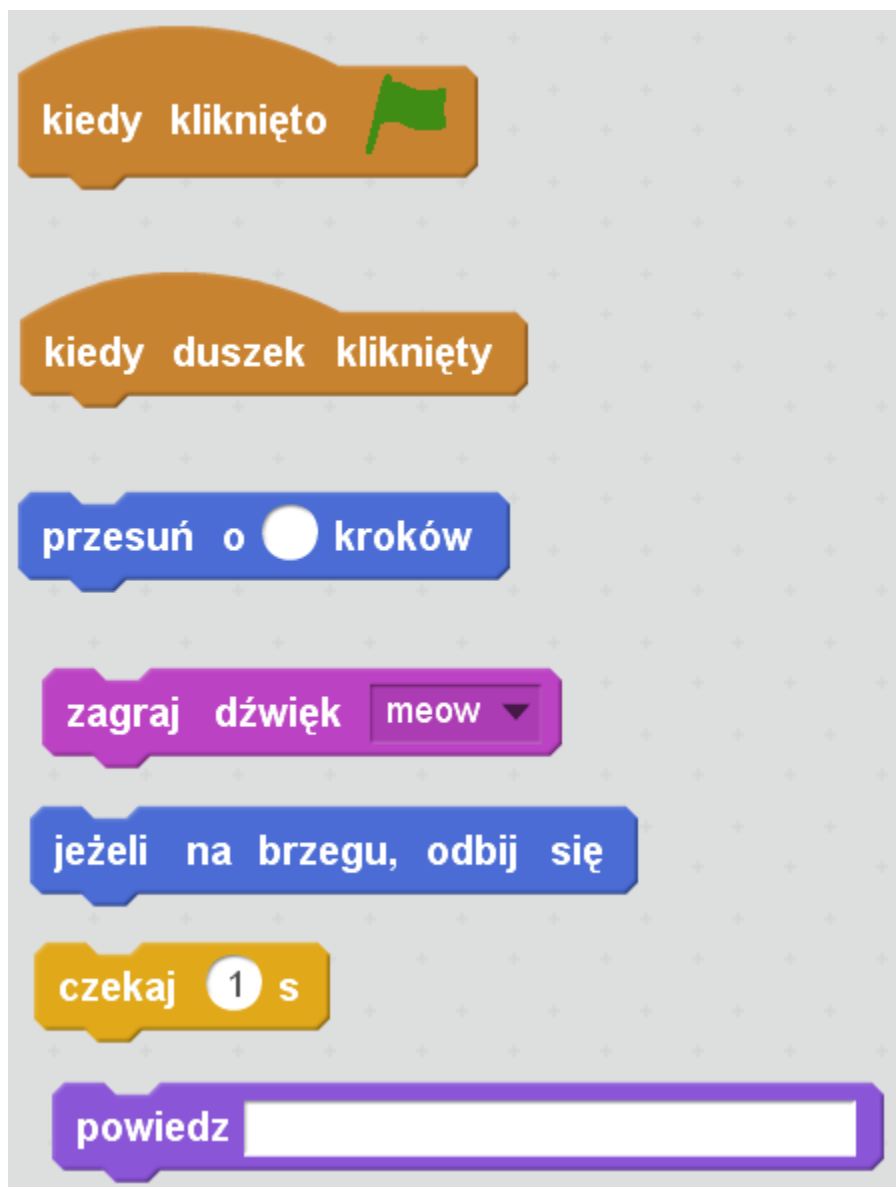 kiedy kliknięto
kiedy duszek kliknięty
przesuń o kroków
zagraj dźwięk meow
jeżeli na brzegu, odbij się
czekaj 1 s
powiedz